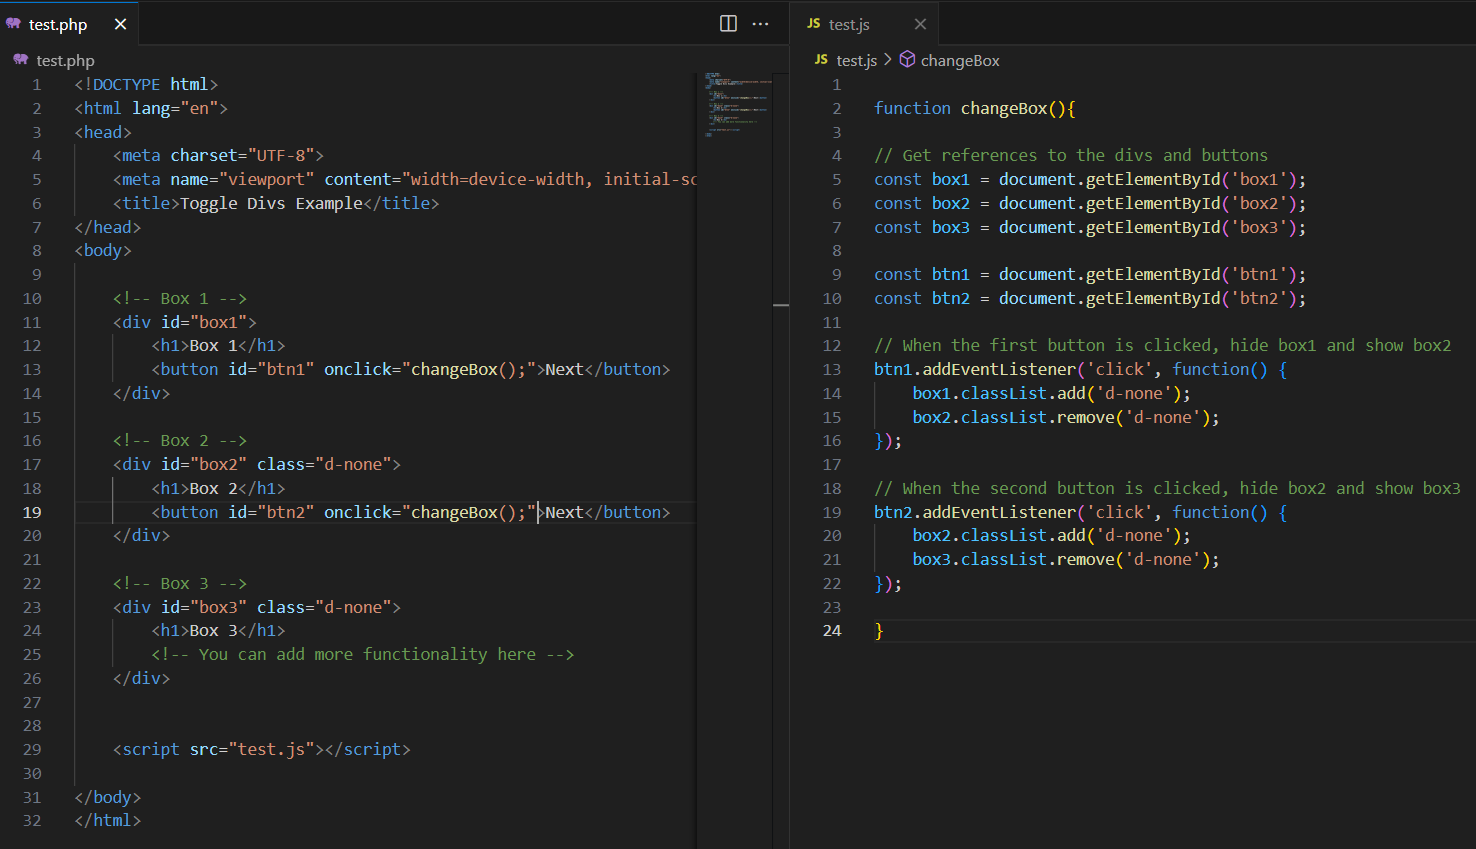 test.php
test.php
1 <!DOCTYPE html>
2 <html lang="en">
3 <head>
4 <meta charset="UTF-8">
5 <meta name="viewport" content="width=device-width, initial-sc
6 <title>Toggle Divs Example</title>
7 </head>
8 <body>
9
10 <!-- Box 1 -->
11 <div id="box1">
12 <h1>Box 1</h1>
13 <button id="btn1" onclick="changeBox();">Next</button>
14 </div>
15
16 <!-- Box 2 -->
17 <div id="box2" class="d-none">
18 <h1>Box 2</h1>
19 <button id="btn2" onclick="changeBox();">Next</button>
20 </div>
21
22 <!-- Box 3 -->
23 <div id="box3" class="d-none">
24 <h1>Box 3</h1>
25 <!-- You can add more functionality here -->
26 </div>
27
28
29 <script src="test.js"></script>
30
31 </body>
32 </html>
JS test.js
JS test.js > changeBox
1
2 function changeBox(){
3
4 // Get references to the divs and buttons
5 const box1 = document.getElementById('box1');
6 const box2 = document.getElementById('box2');
7 const box3 = document.getElementById('box3');
8
9 const btn1 = document.getElementById('btn1');
10 const btn2 = document.getElementById('btn2');
11
12 // When the first button is clicked, hide box1 and show box2
13 btn1.addEventListener('click', function() {
14 box1.classList.add('d-none');
15 box2.classList.remove('d-none');
16 });
17
18 // When the second button is clicked, hide box2 and show box3
19 btn2.addEventListener('click', function() {
20 box2.classList.add('d-none');
21 box3.classList.remove('d-none');
22 });
23
24 }